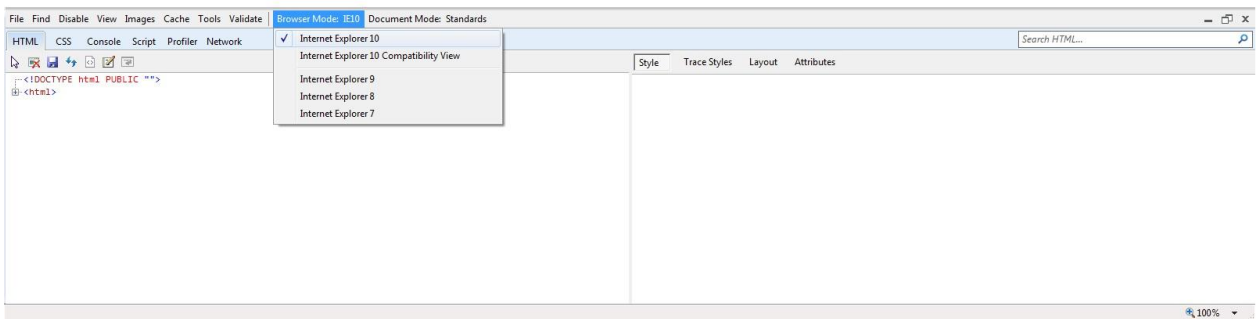 File Find Disable View Images Cache Tools Validate Browser Mode: IE10 Document Mode: Standards
HTML CSS Console Script Profiler Network
Search HTML...
Internet Explorer 10
Internet Explorer 10 Compatibility View
Internet Explorer 9
Internet Explorer 8
Internet Explorer 7
Style Trace Styles Layout Attributes
<!DOCTYPE html PUBLIC "">
<html>
100%